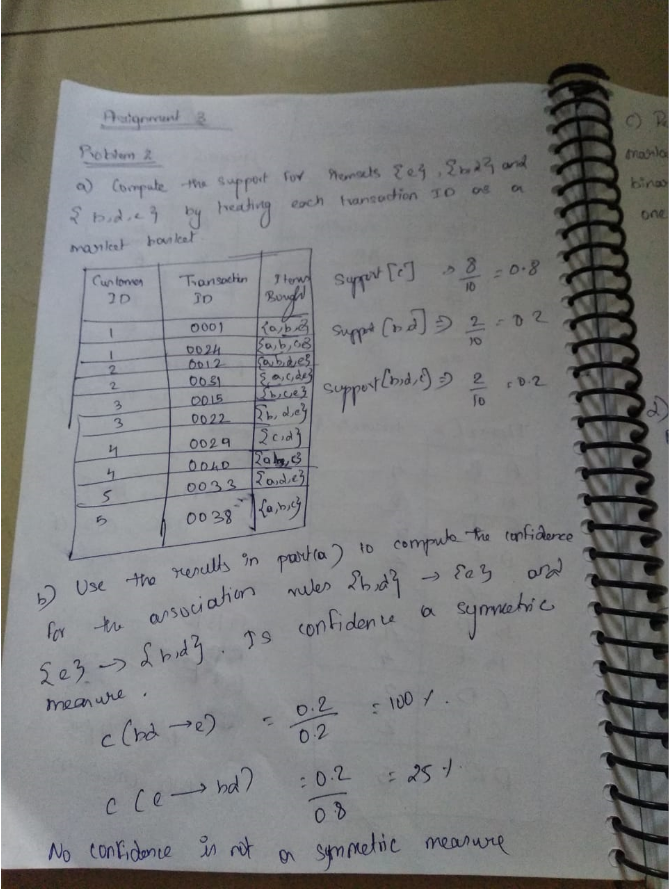 Assignment 3
Problem 2
a) Compute the support for itemsets {e}, {b,d} and
{b,d,e} by treating each transaction ID as a
market basket
Customer ID Transaction ID Items Bought
1 0001
1 0024
2 0012 {a,b,d,e}
2 0031 {a,c,d,e}
3 0015 {b,c,e}
3 0022 {b,d,e}
4 0029 {c,d}
4 0040
5 0033 {a,d,e}
5 0038
Support [e] => 8/10 = 0.8
Support [b,d] => 2/10 = 0.2
Support [b,d,e] => 2/10 = 0.2
b) Use the results in part(a) to compute the confidence
for the association rules {b,d} → {e} and
{e} → {b,d}. Is confidence a symmetric
measure.
c (bd → e) = 0.2/0.2 = 100 %.
c (e → bd) = 0.2/0.8 = 25 %.
No confidence is not a symmetric measure
c)
binar
one
d)